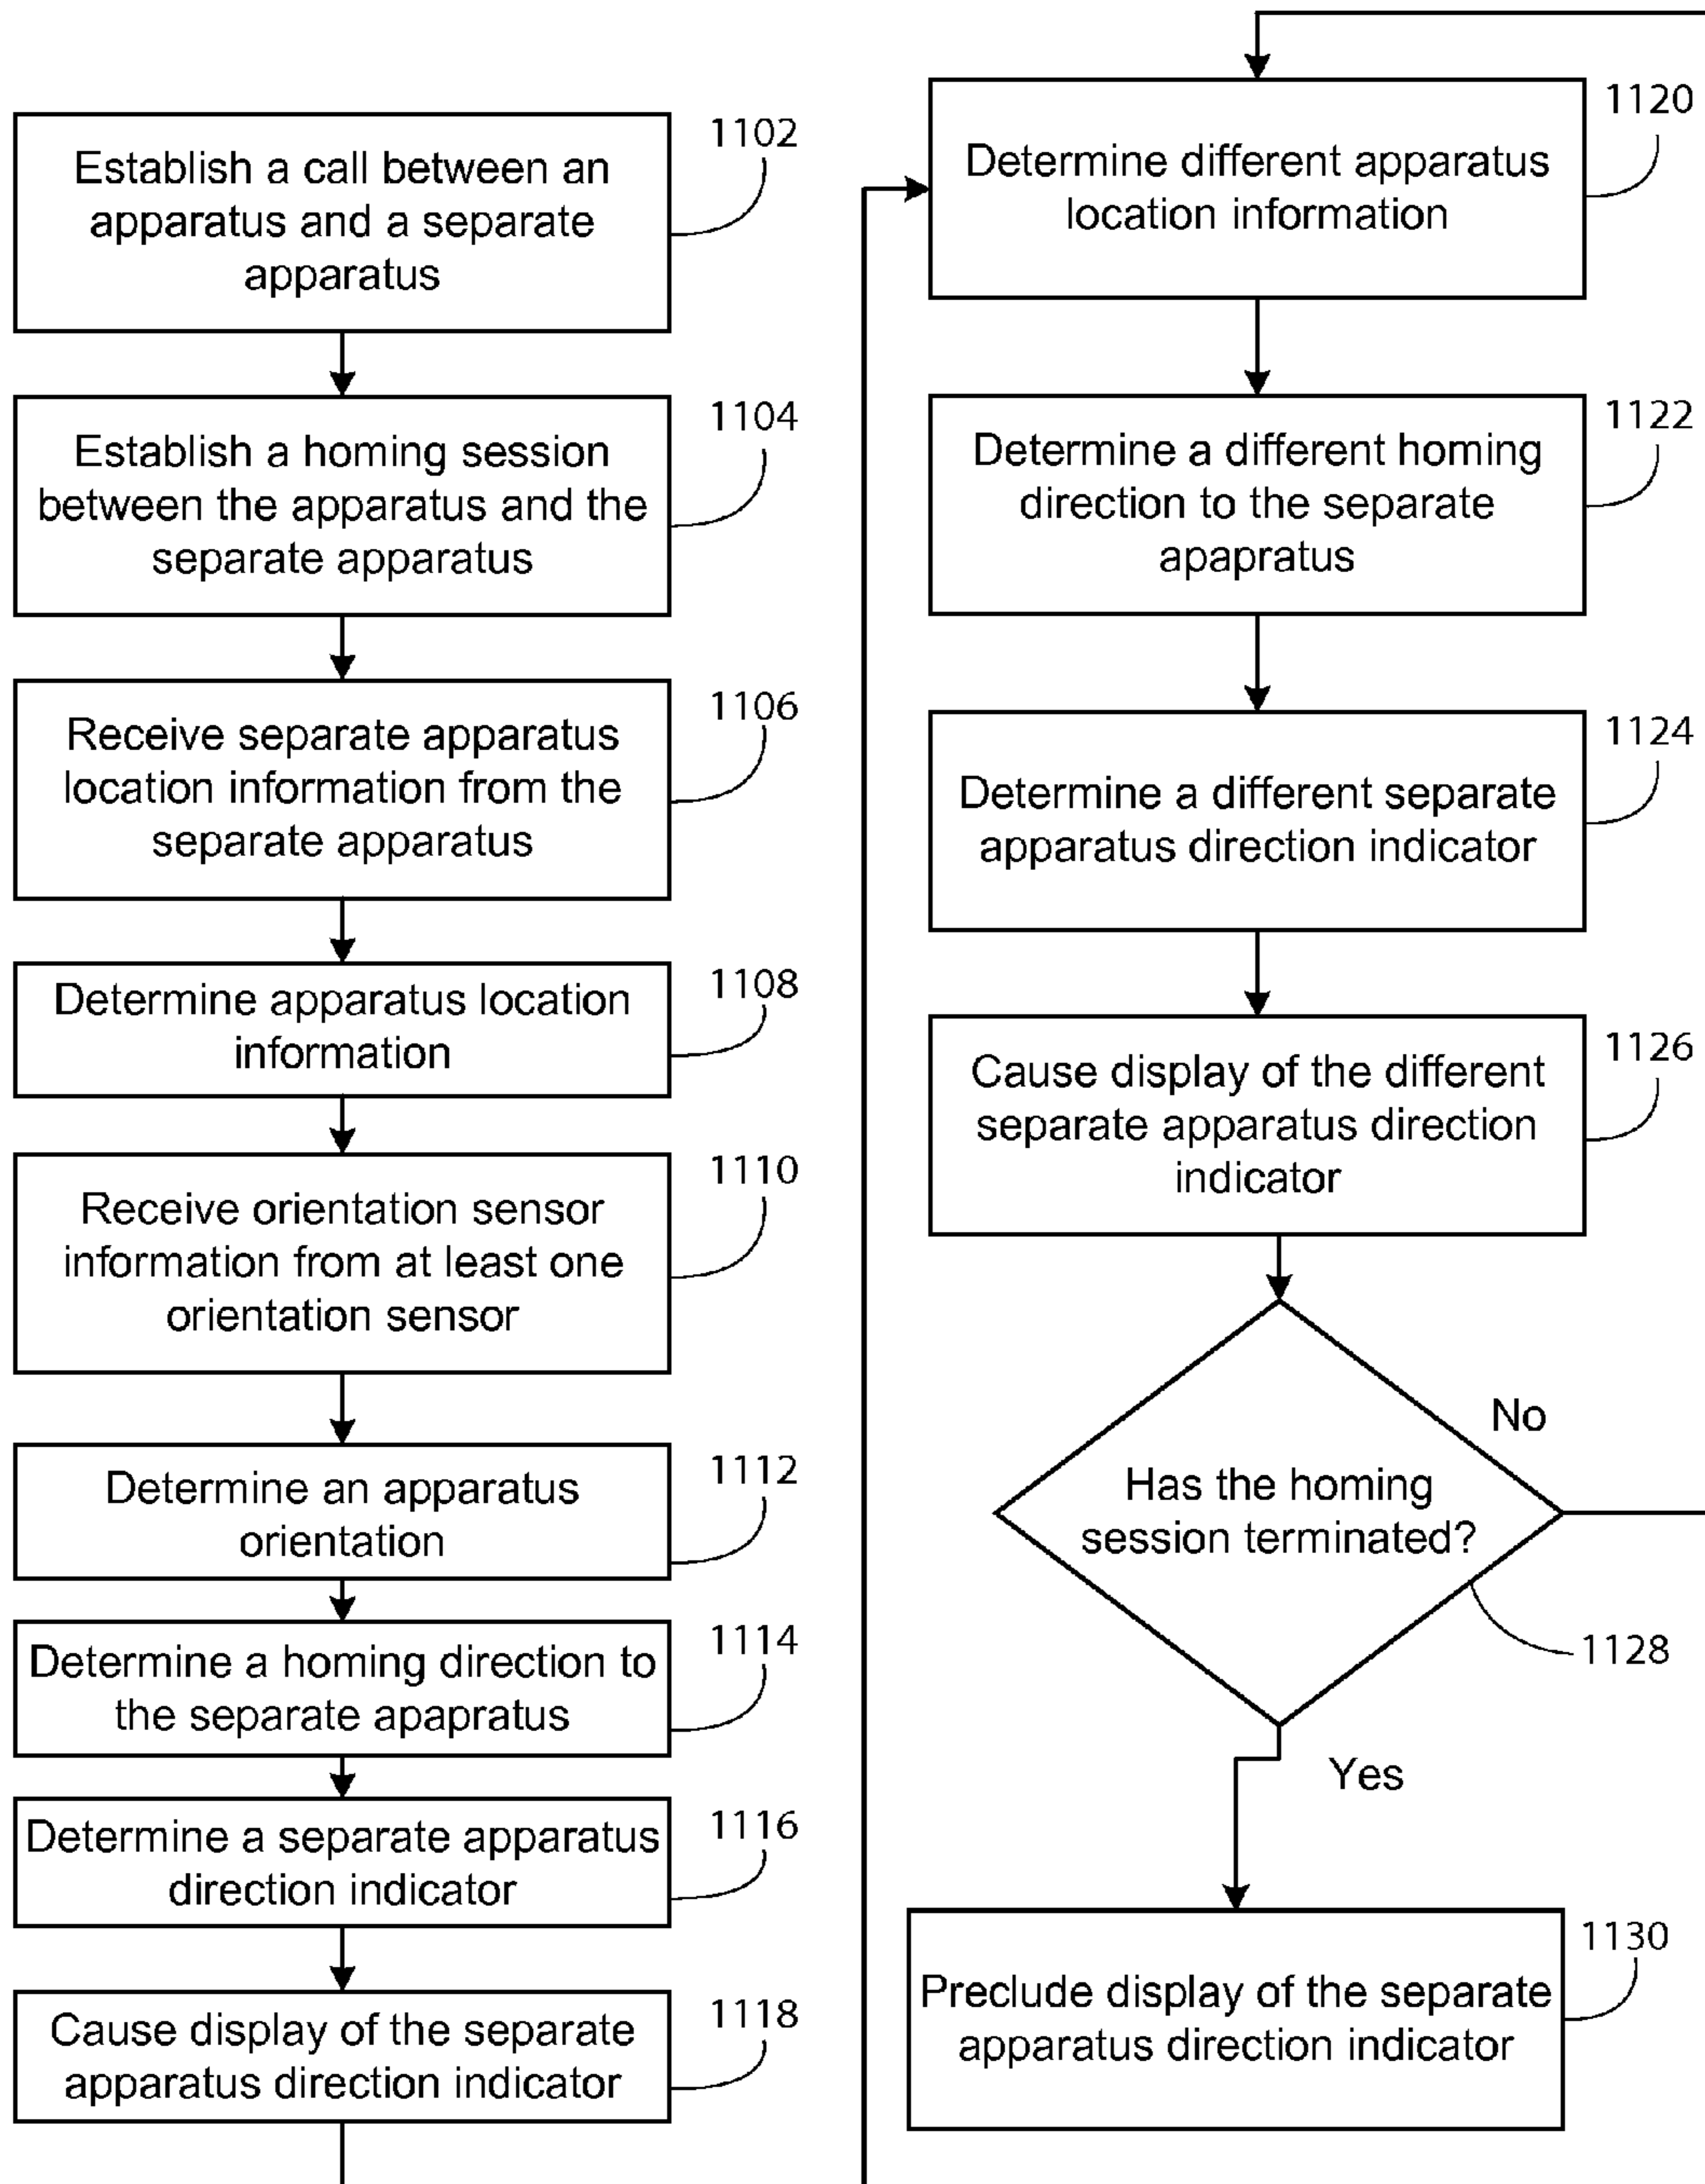 Establish a call between an
apparatus and a separate
apparatus
1102
Establish a homing session
between the apparatus and the
separate apparatus
1104
Receive separate apparatus
location information from the
separate apparatus
1106
Determine apparatus location
information
1108
Receive orientation sensor
information from at least one
orientation sensor
1110
Determine an apparatus
orientation
1112
Determine a homing direction to
the separate apapratus
1114
Determine a separate apparatus
direction indicator
1116
Cause display of the separate
apparatus direction indicator
1118
Determine different apparatus
location information
1120
Determine a different homing
direction to the separate
apapratus
1122
Determine a different separate
apparatus direction indicator
1124
Cause display of the different
separate apparatus direction
indicator
1126
Has the homing
session terminated?
No
1128
Yes
Preclude display of the separate
apparatus direction indicator
1130